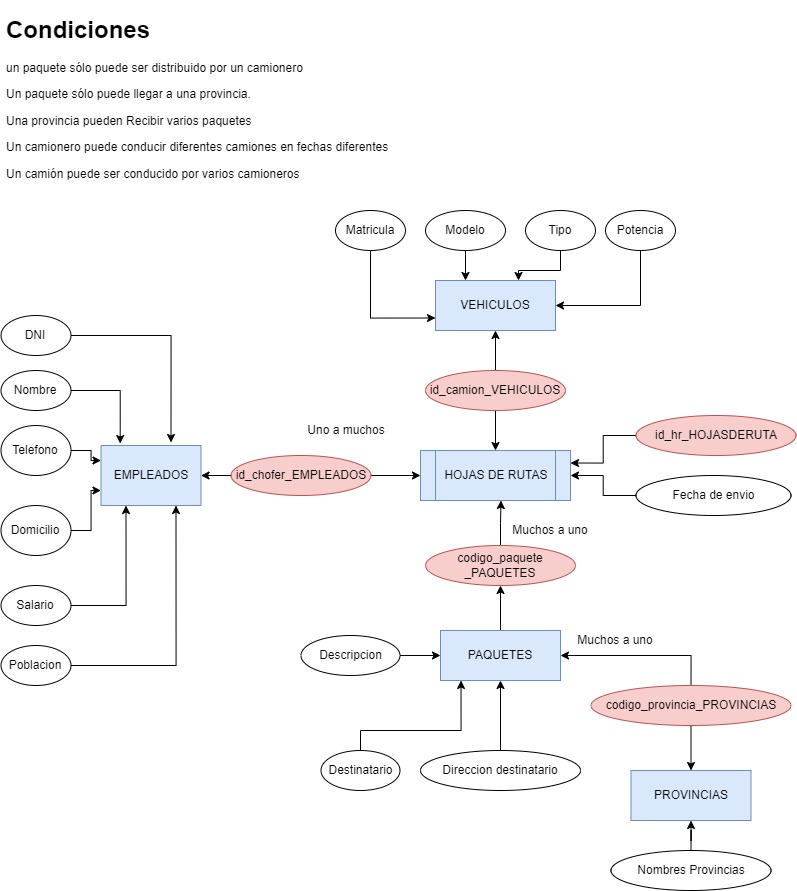 Condiciones
un paquete sólo puede ser distribuido por un camionero
Un paquete sólo puede llegar a una provincia.
Una provincia pueden Recibir varios paquetes
Un camionero puede conducir diferentes camiones en fechas diferentes
Un camión puede ser conducido por varios camioneros
Matricula
Modelo
Tipo
Potencia
VEHICULOS
DNI
Nombre
id_camion_VEHICULOS
Uno a muchos
id_hr_HOJASDERUTA
Telefono
EMPLEADOS
id_chofer_EMPLEADOS
HOJAS DE RUTAS
Fecha de envio
Domicilio
Muchos a uno
codigo_paquete
_PAQUETES
Salario
Muchos a uno
Poblacion
Descripcion
PAQUETES
codigo_provincia_PROVINCIAS
Destinatario
Direccion destinatario
PROVINCIAS
Nombres Provincias